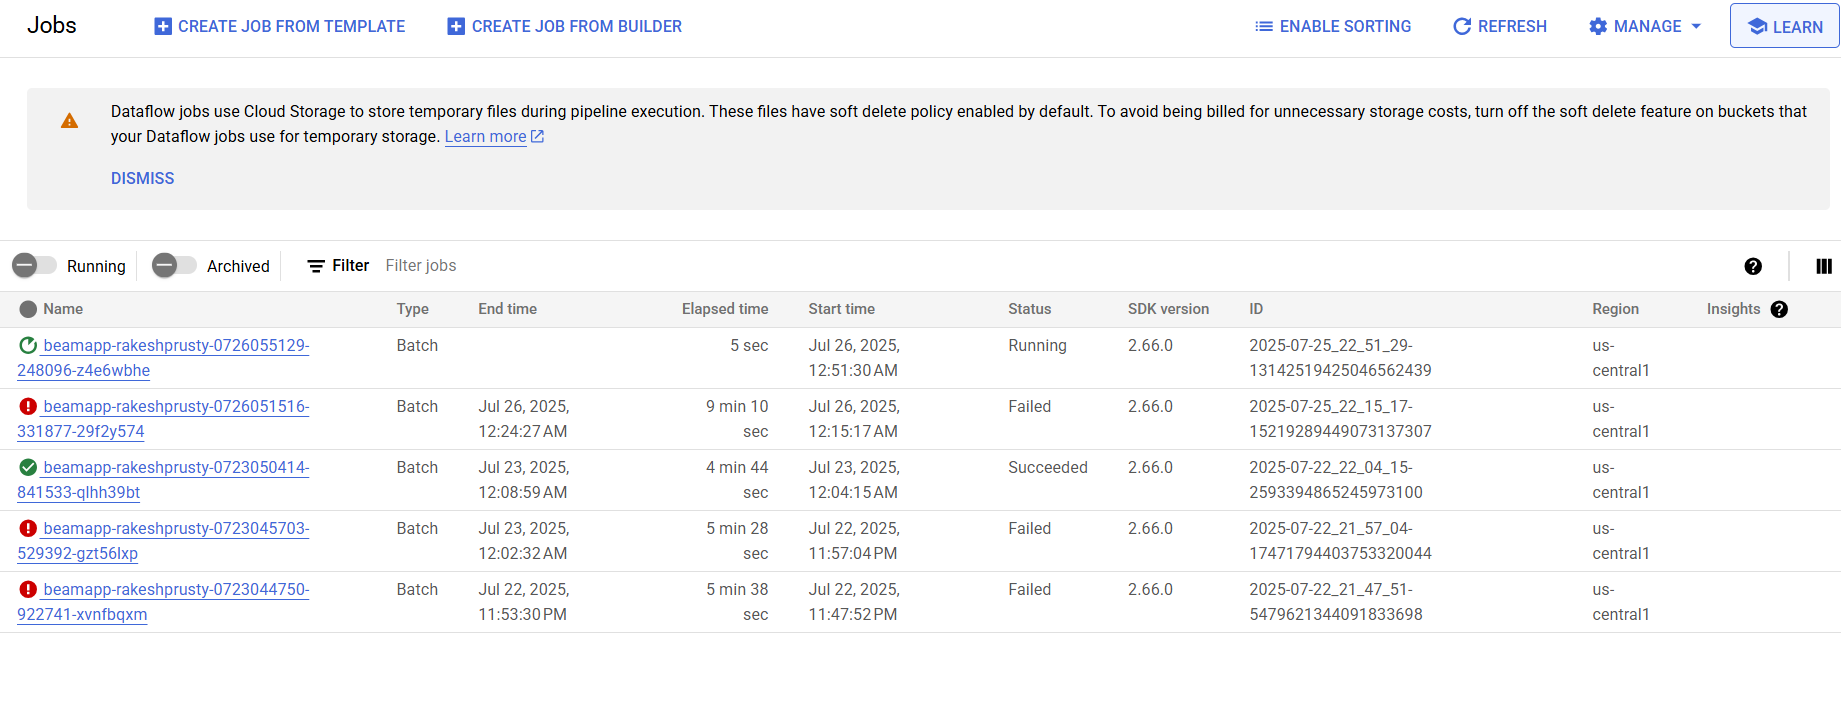 Jobs
CREATE JOB FROM TEMPLATE
CREATE JOB FROM BUILDER
ENABLE SORTING
REFRESH
MANAGE
LEARN
Dataflow jobs use Cloud Storage to store temporary files during pipeline execution. These files have soft delete policy enabled by default. To avoid being billed for unnecessary storage costs, turn off the soft delete feature on buckets that
your Dataflow jobs use for temporary storage. Learn more
DISMISS
Running
Archived
Filter
Filter jobs
Name Type End time Elapsed time Start time Status SDK version ID Region Insights
beamapp-rakeshprusty-0726055129- Batch 5 sec Jul 26, 2025, Running 2.66.0 2025-07-25_22_51_29- us-
248096-z4e6wbhe 12:51:30 AM 13142519425046562439 central1
beamapp-rakeshprusty-0726051516- Batch Jul 26, 2025, 9 min 10 Jul 26, 2025, Failed 2.66.0 2025-07-25_22_15_17- us-
331877-29f2y574 12:24:27 AM sec 12:15:17 AM 15219289449073137307 central1
beamapp-rakeshprusty-0723050414- Batch Jul 23, 2025, 4 min 44 Jul 23, 2025, Succeeded 2.66.0 2025-07-22_22_04_15- us-
841533-qlhh39bt 12:08:59 AM sec 12:04:15 AM 2593394865245973100 central1
beamapp-rakeshprusty-0723045703- Batch Jul 23, 2025, 5 min 28 Jul 22, 2025, Failed 2.66.0 2025-07-22_21_57_04- us-
529392-gzt56lxp 12:02:32 AM sec 11:57:04 PM 17471794403753320044 central1
beamapp-rakeshprusty-0723044750- Batch Jul 22, 2025, 5 min 38 Jul 22, 2025, Failed 2.66.0 2025-07-22_21_47_51- us-
922741-xvnfbqxm 11:53:30 PM sec 11:47:52 PM 5479621344091833698 central1